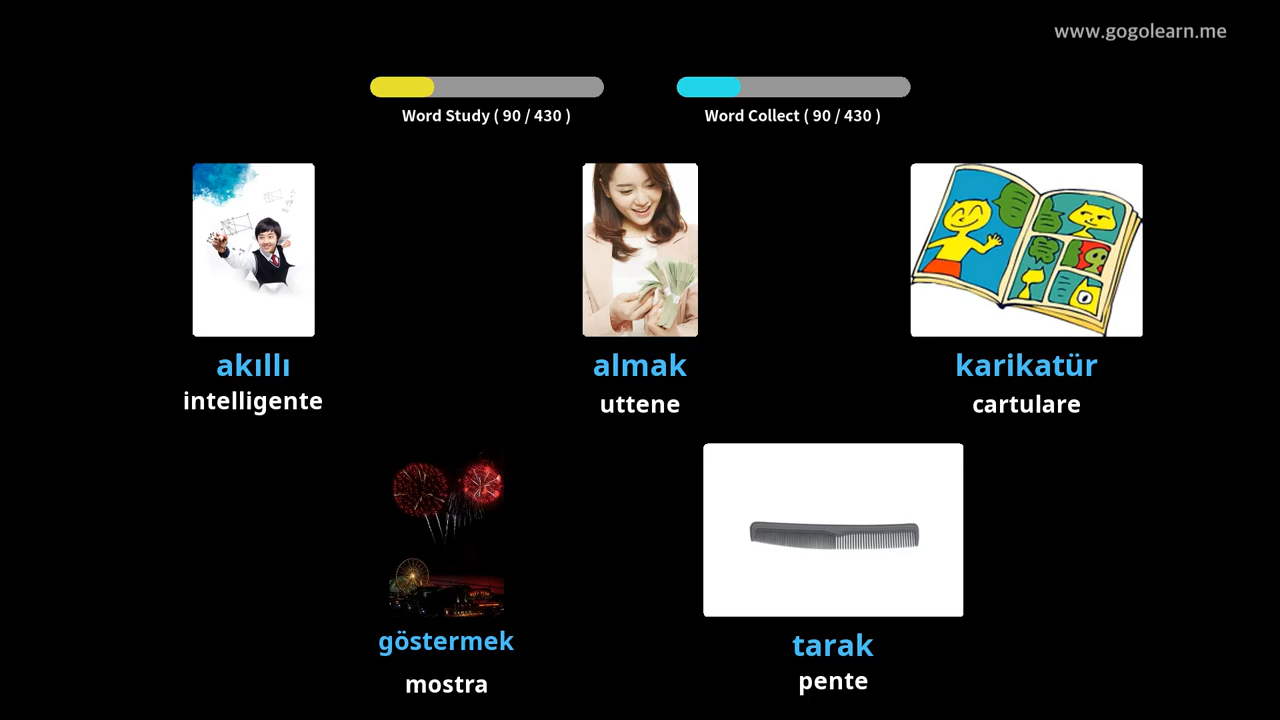 www.gogolearn.me
Word Study ( 90 / 430 )
Word Collect ( 90 / 430 )
akıllı
intelligente
almak
uttene
karikatür
cartulare
göstermek
mostra
tarak
pente